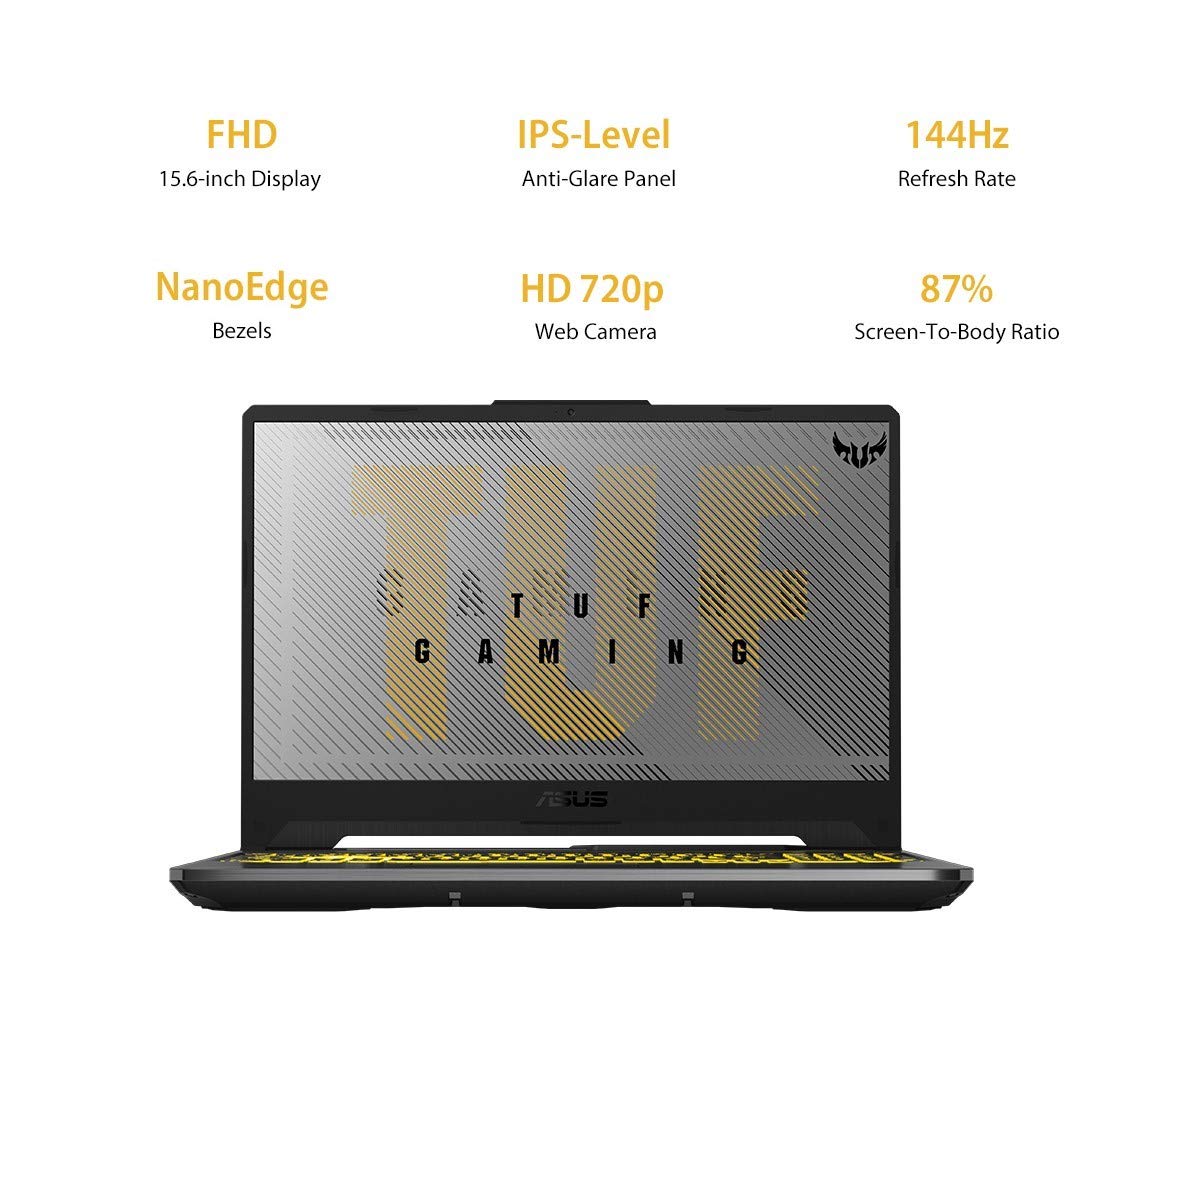 FHD
15.6-inch Display
IPS-Level
Anti-Glare Panel
144Hz
Refresh Rate
NanoEdge
Bezels
HD 720p
Web Camera
87%
Screen-To-Body Ratio
TUF
TUF
GAMING
TUF
ASUS